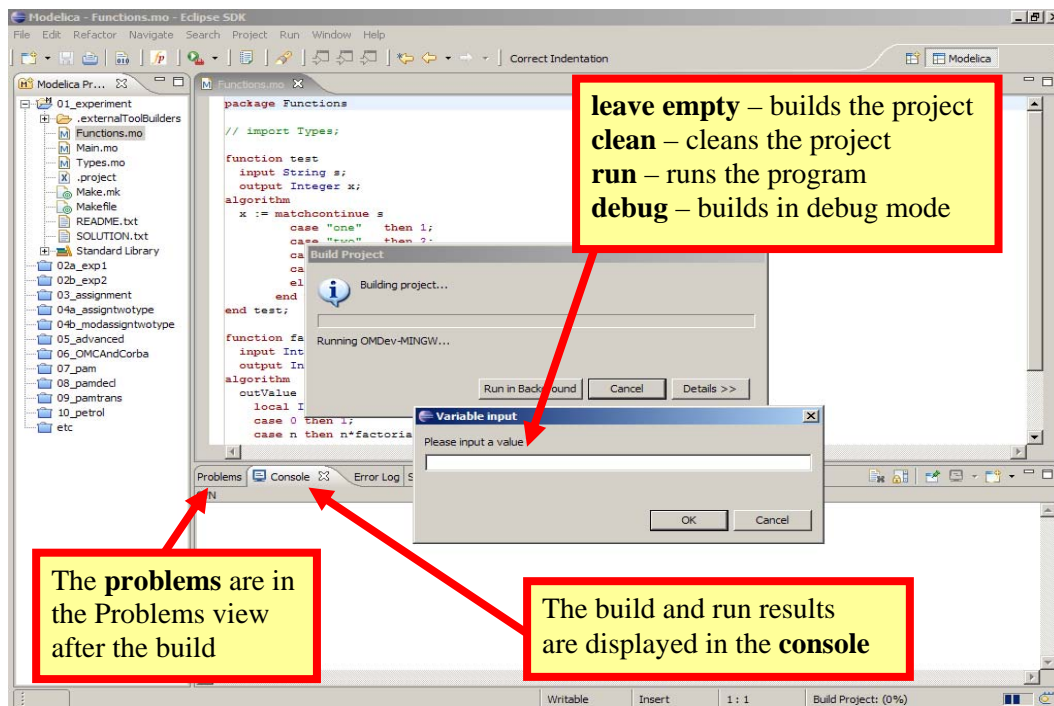 Modelica - Functions.mo - Eclipse SDK
File Edit Refactor Navigate Search Project Run Window Help
Correct Indentation
Modelica
Modelica Pr...
Functions.mo
01_experiment
.externalToolBuilders
Functions.mo
Main.mo
Types.mo
.project
Make.mk
Makefile
README.txt
SOLUTION.txt
Standard Library
02a_exp1
02b_exp2
03_assignment
04a_assigntwotype
04b_modassigntwotype
05_advanced
06_OMCAndCorba
07_pam
08_pamdecl
09_pamtrans
10_petrol
etc
package Functions
// import Types;
function test
input String s;
output Integer x;
algorithm
x := matchcontinue s
case "one" then 1;
case "two" then 2;
ca
ca
el
end
end test;
function fa
input Int
output In
algorithm
outValue
local I
case 0 then 1;
case n then n*factoria
leave empty – builds the project
clean – cleans the project
run – runs the program
debug – builds in debug mode
Build Project
Building project...
Running OMDev-MINGW...
Run in Background
Cancel
Details >>
Variable input
Please input a value
OK
Cancel
Problems
Console
Error Log
S
N
The problems are in
the Problems view
after the build
The build and run results
are displayed in the console
Writable
Insert
1 : 1
Build Project: (0%)